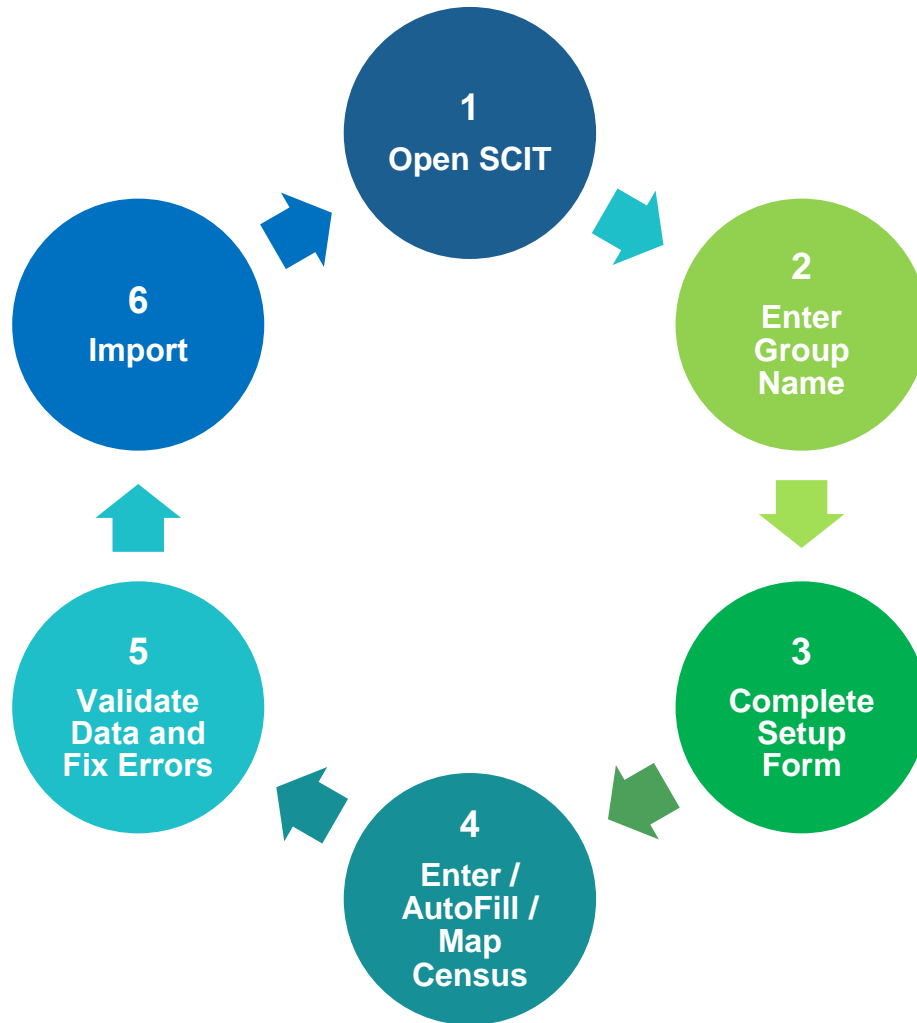 1
Open SCIT
2
Enter
Group
Name
3
Complete
Setup
Form
4
Enter /
AutoFill /
Map
Census
5
Validate
Data and
Fix Errors
6
Import